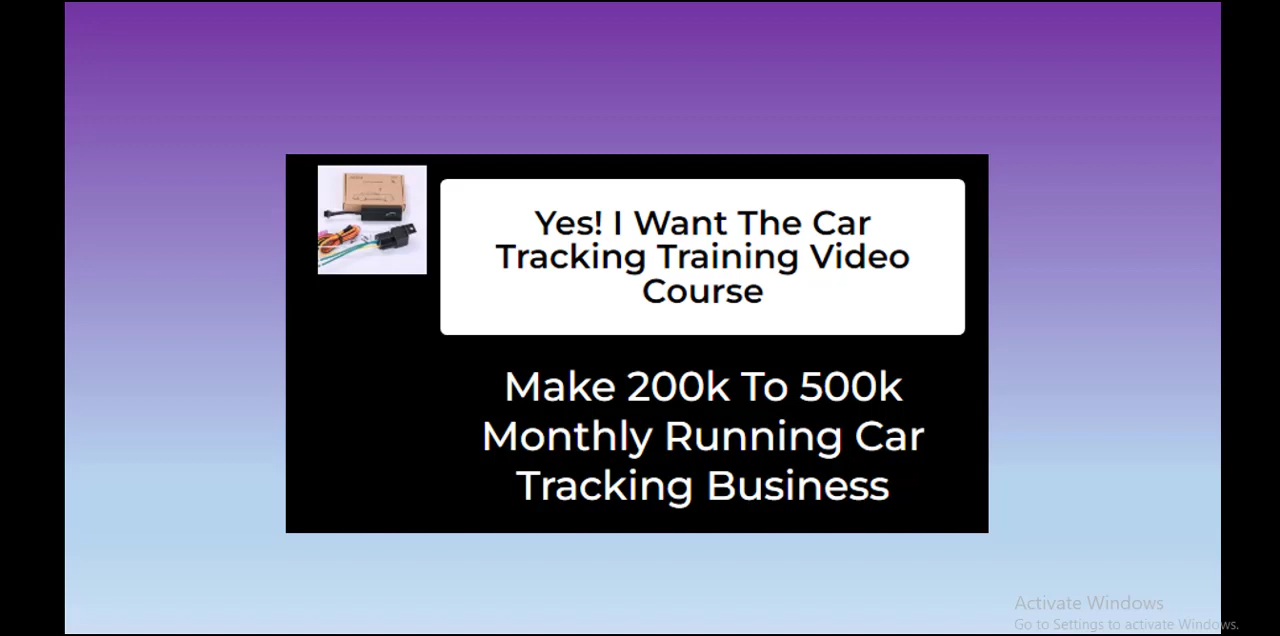 Yes! I Want The Car
Tracking Training Video
Course
Make 200k To 500k
Monthly Running Car
Tracking Business
Activate Windows
Go to Settings to activate Windows.